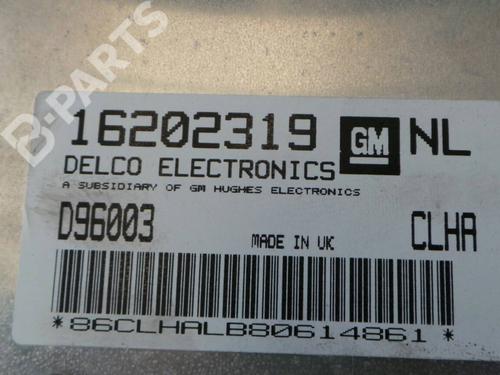 B-PARTS
16202319 GM NL
DELCO ELECTRONICS
A SUBSIDIARY OF GM HUGHES ELECTRONICS
D96003 MADE IN UK CLHA
*86CLHALB80614861*